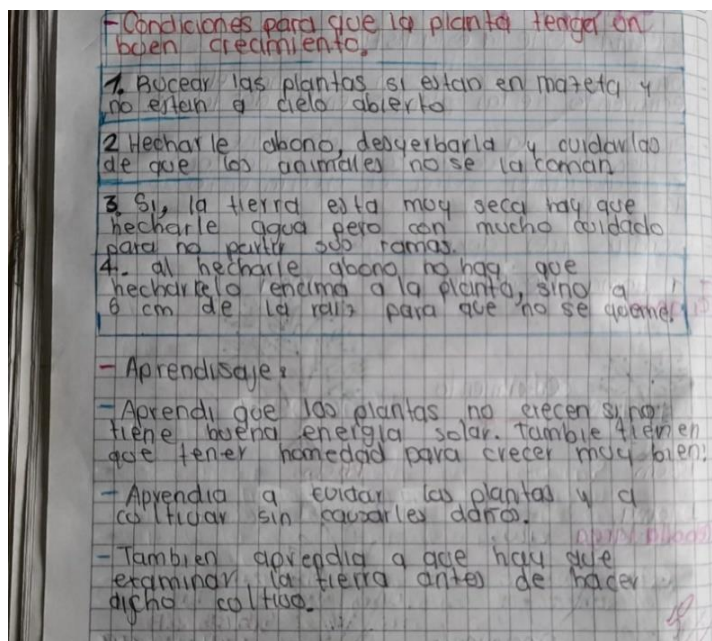 -Condiciones para que la planta tenga un
buen crecimiento.
1. Bocear las plantas si estan en mazeta y
no estan a cielo abierto
2 Hecharle abono, desyerbarla y cuidarlas
de que los animales no se la coman
3. Si, la tierra esta muy seca hay que
hecharle agua pero con mucho cuidado
para no partir sus ramas.
4.- al hecharle abono no hay que
hecharselo encima a la planta, sino a
6 cm de la raiz para que no se queme.
- Aprendisaje:
- Aprendi que las plantas no crecen si no
tiene buena energia solar. Tambie tienen
que tener homedad para crecer muy bien.
- Aprendia a cuidar las plantas y a
coltivar sin causarles daños.
- Tambien aprendia a que hay que
examinar la tierra antes de hacer
dicho coltivo.